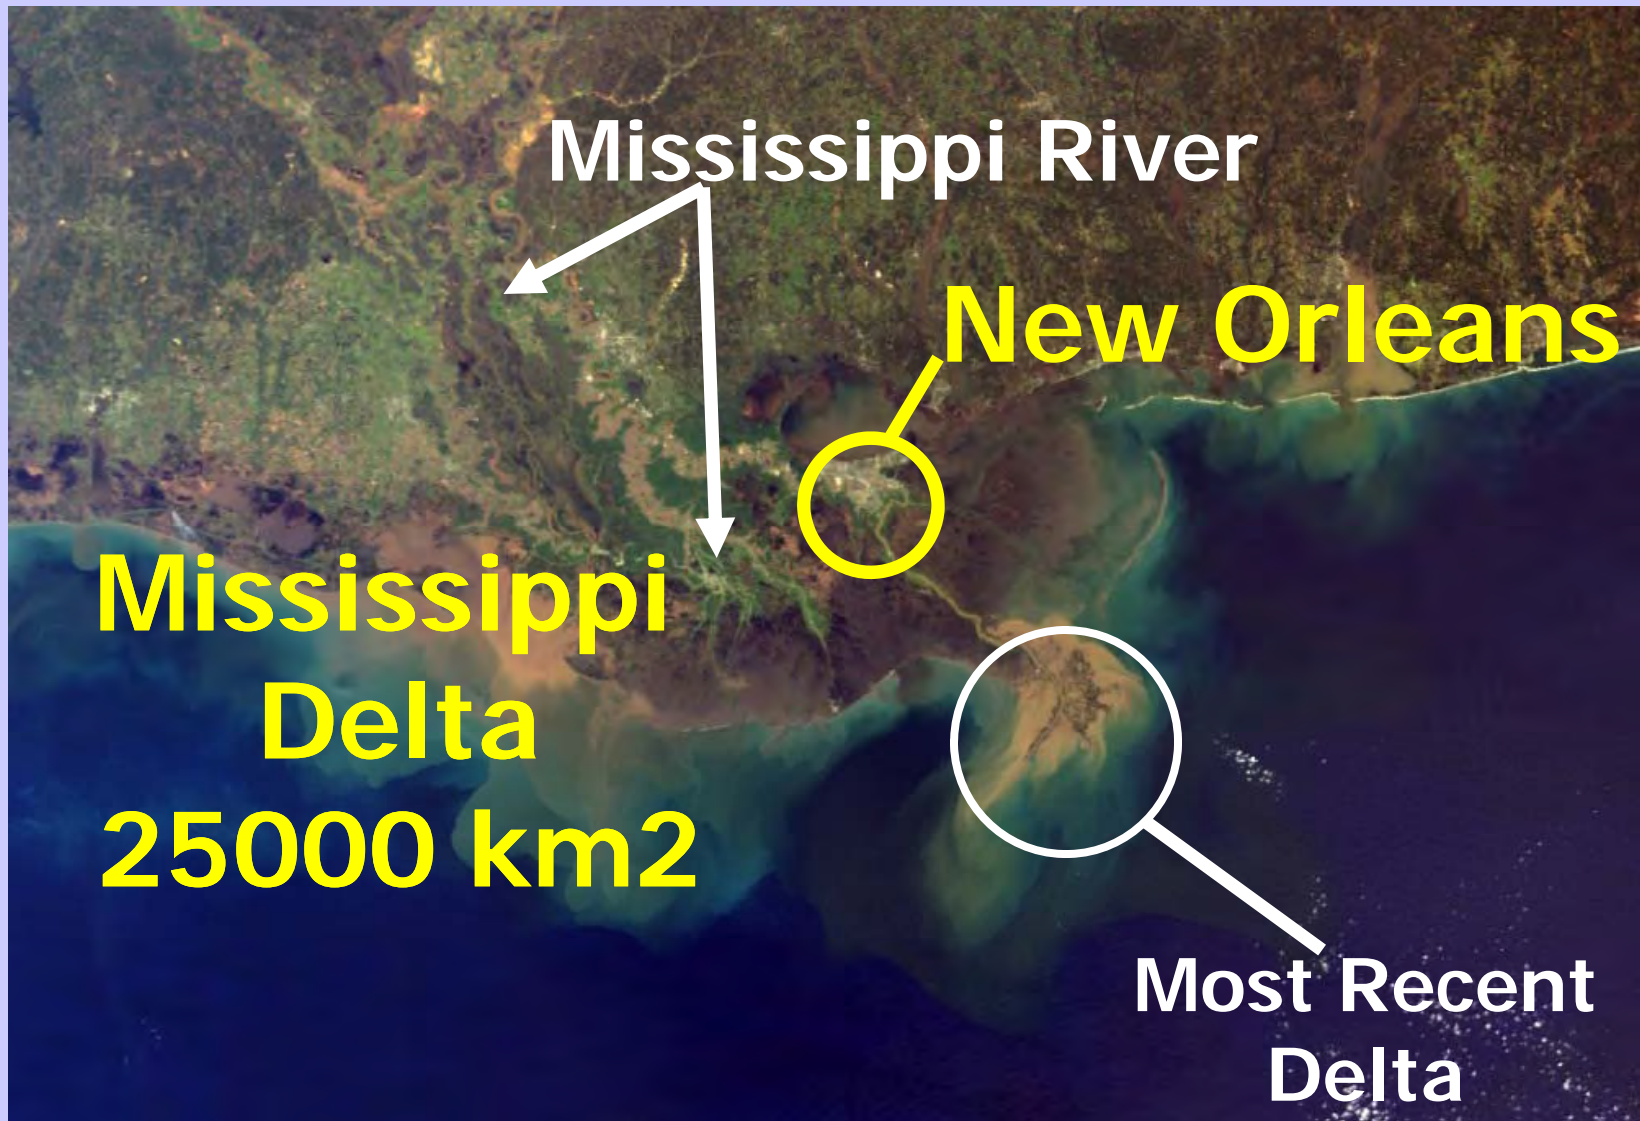 Mississippi River
New Orleans
Mississippi
Delta
25000 km2
Most Recent
Delta